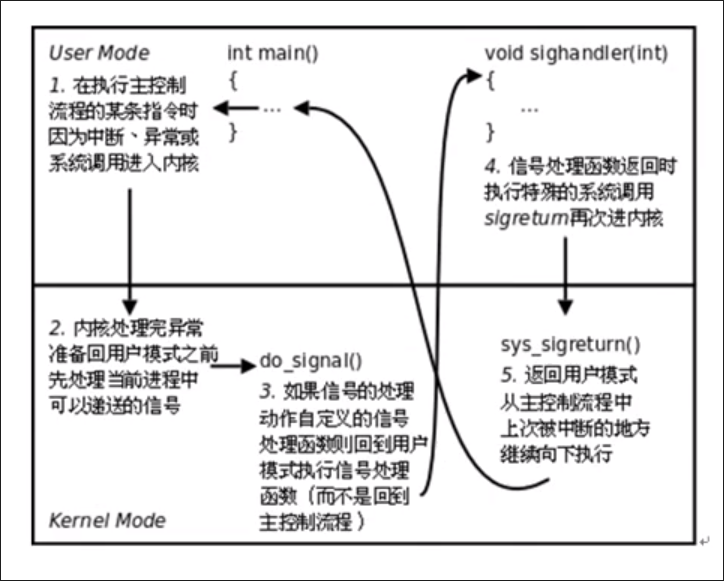 User Mode
1. 在执行主控制
流程的某条指令时
因为中断、异常或
系统调用进入内核
int main()
{
...
}
void sighandler(int)
{
...
}
4. 信号处理函数返回时
执行特殊的系统调用
sigreturn再次进内核
2. 内核处理完异常
准备回用户模式之前
先处理当前进程中
可以递送的信号
do_signal()
3. 如果信号的处理
动作自定义的信号
处理函数则回到用户
模式执行信号处理
函数（而不是回到
主控制流程）
sys_sigreturn()
5. 返回用户模式
从主控制流程中
上次被中断的地方
继续向下执行
Kernel Mode